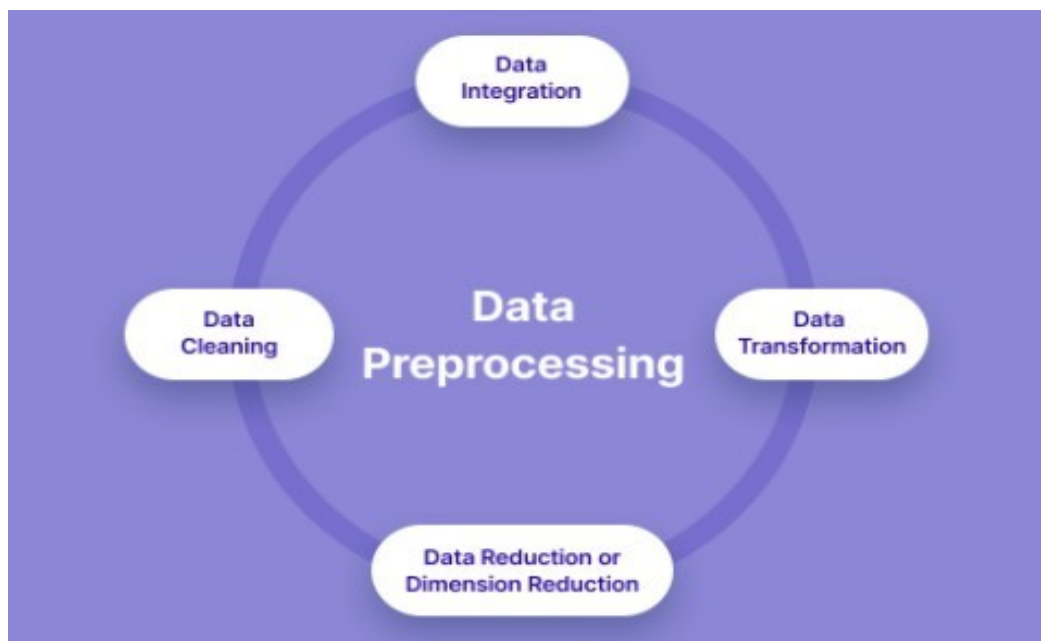 Data
Integration
Data
Cleaning
Data
Preprocessing
Data
Transformation
Data Reduction or
Dimension Reduction